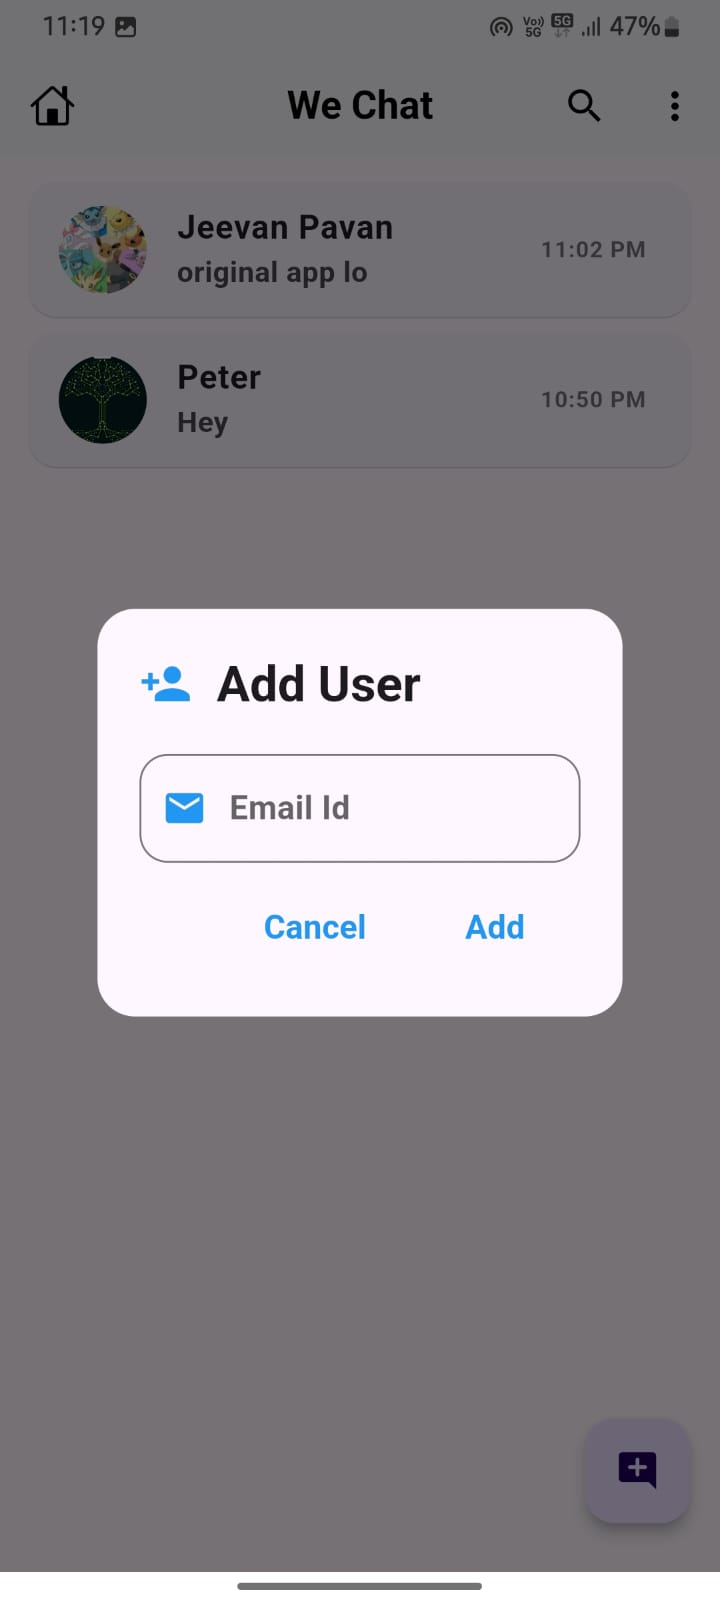 11:19 Vo)) 5G 5G 47%
We Chat
Jeevan Pavan
original app lo
11:02 PM
Peter
Hey
10:50 PM
Add User
Email Id
Cancel Add